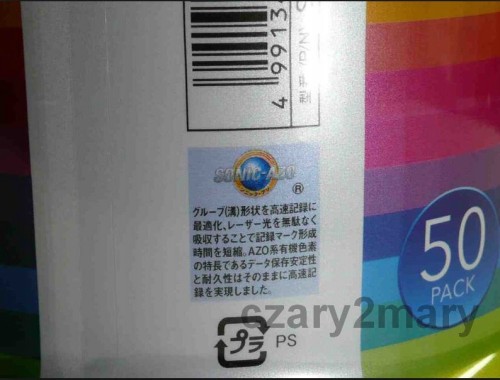 4 9913
SONIC-AZO
®
グルーブ(溝)形状を高速記録に
最適化、レーザー光を無駄なく
吸収することで記録マーク形成
時間を短縮。AZO系有機色素
の特長であるデータ保存安定性
と耐久性はそのままに高速記
録を実現しました。
プラ
PS
50
PACK
czary2mary